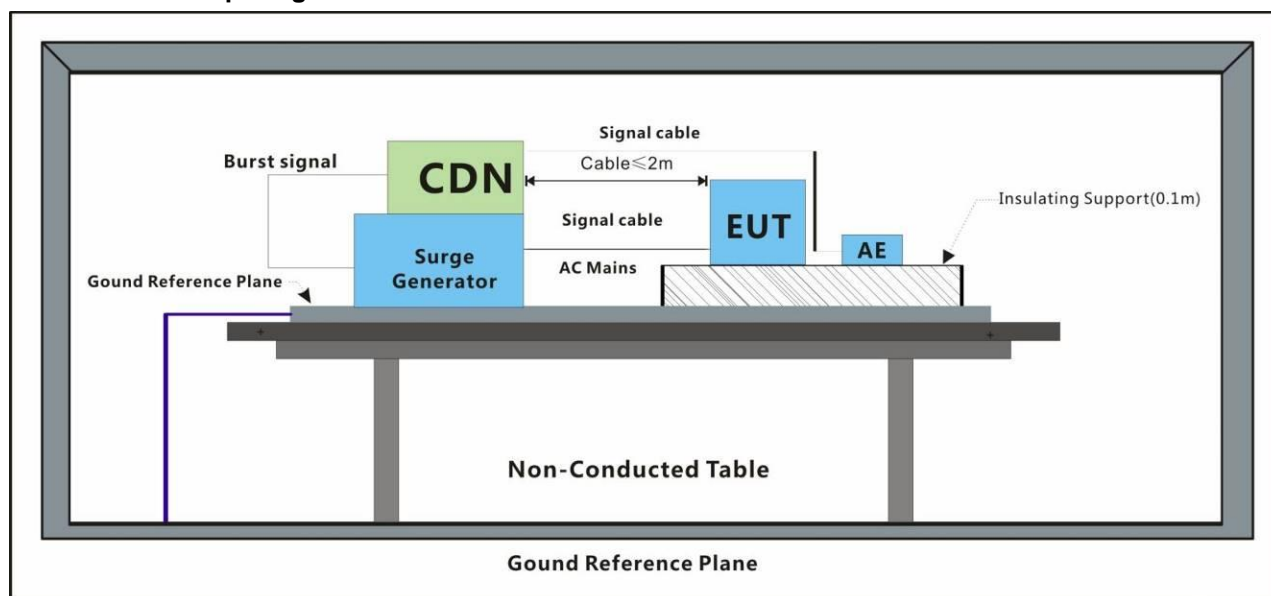 Signal cable
Burst signal
Cable≤2m
CDN
Insulating Support(0.1m)
Signal cable
EUT
AE
Surge
Generator
AC Mains
Gound Reference Plane
Non-Conducted Table
Gound Reference Plane